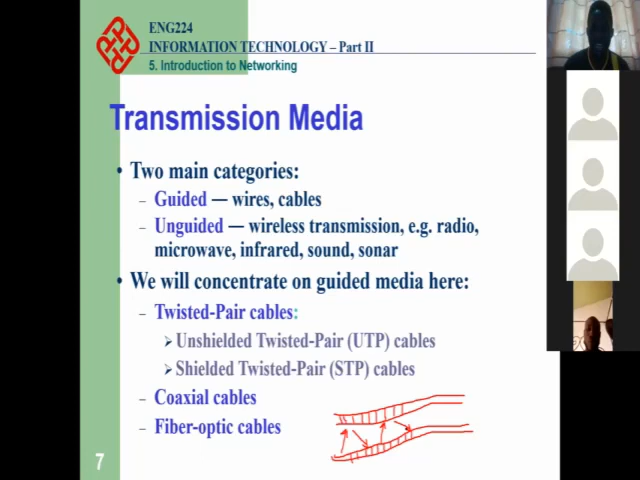 ENG224
INFORMATION TECHNOLOGY – Part II
5. Introduction to Networking
Transmission Media
• Two main categories:
– Guided — wires, cables
– Unguided — wireless transmission, e.g. radio,
microwave, infrared, sound, sonar
• We will concentrate on guided media here:
– Twisted-Pair cables:
➢ Unshielded Twisted-Pair (UTP) cables
➢ Shielded Twisted-Pair (STP) cables
– Coaxial cables
– Fiber-optic cables
7